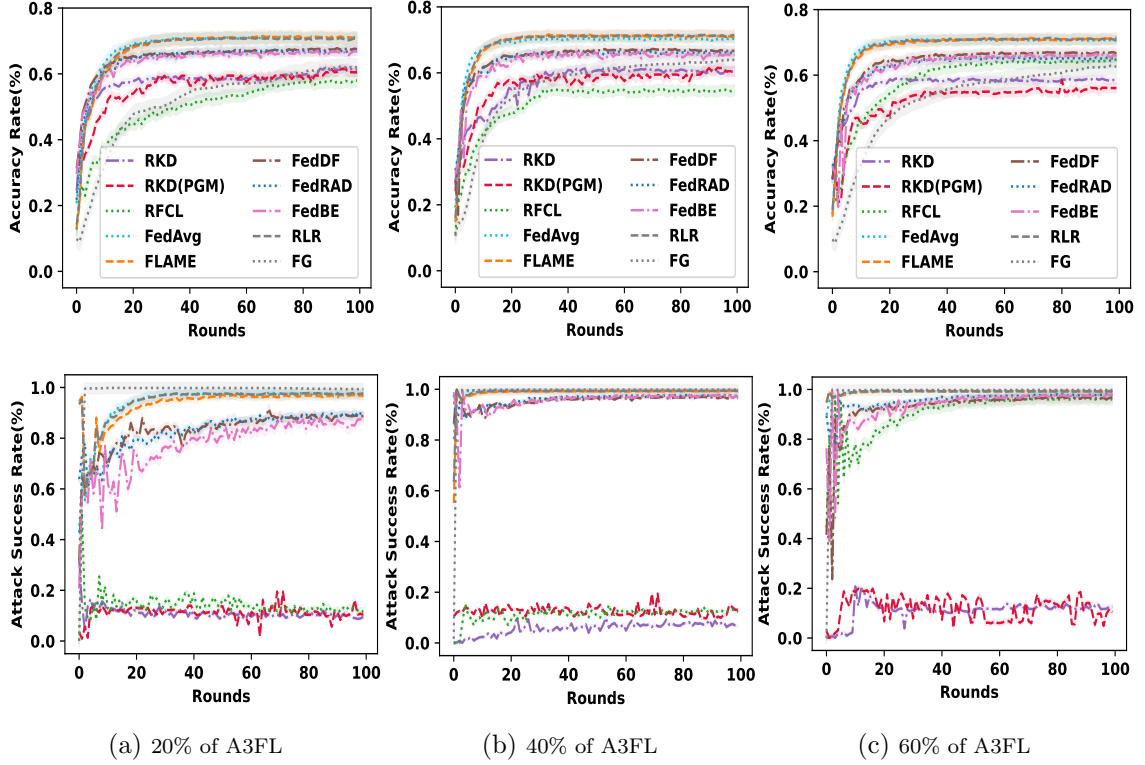 0.8
0.6
0.4
0.2
0.0
Accuracy Rate(%)
RKD
RKD(PGM)
RFCL
FedAvg
FLAME
FedDF
FedRAD
FedBE
RLR
FG
0 20 40 60 80 100
Rounds
0.8
0.6
0.4
0.2
0.0
Accuracy Rate(%)
RKD
RKD(PGM)
RFCL
FedAvg
FLAME
FedDF
FedRAD
FedBE
RLR
FG
0 20 40 60 80 100
Rounds
0.8
0.6
0.4
0.2
0.0
Accuracy Rate(%)
RKD
RKD(PGM)
RFCL
FedAvg
FLAME
FedDF
FedRAD
FedBE
RLR
FG
0 20 40 60 80 100
Rounds
1.0
0.8
0.6
0.4
0.2
0.0
Attack Success Rate(%)
0 20 40 60 80 100
Rounds
1.0
0.8
0.6
0.4
0.2
0.0
Attack Success Rate(%)
0 20 40 60 80 100
Rounds
1.0
0.8
0.6
0.4
0.2
0.0
Attack Success Rate(%)
0 20 40 60 80 100
Rounds
(a) 20% of A3FL
(b) 40% of A3FL
(c) 60% of A3FL